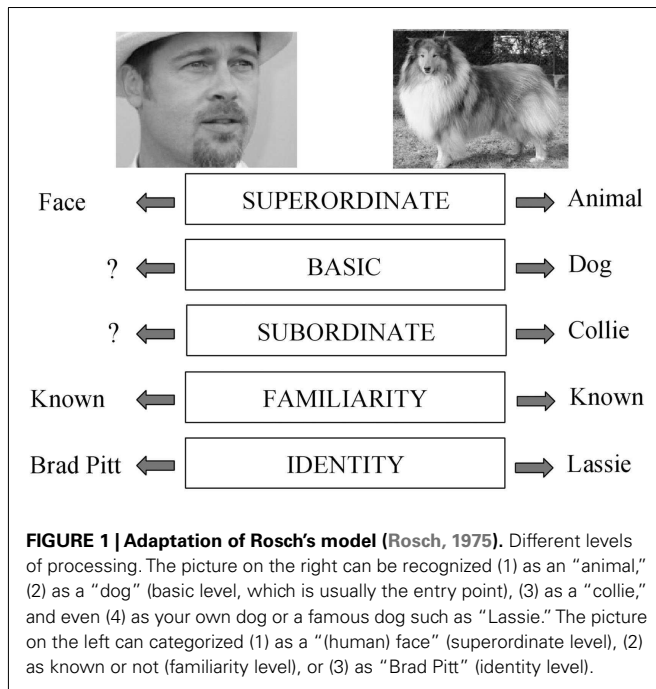 Face SUPERORDINATE Animal
? BASIC Dog
? SUBORDINATE Collie
Known FAMILIARITY Known
Brad Pitt IDENTITY Lassie
FIGURE 1 | Adaptation of Rosch's model (Rosch, 1975). Different levels
of processing. The picture on the right can be recognized (1) as an “animal,”
(2) as a “dog” (basic level, which is usually the entry point), (3) as a “collie,”
and even (4) as your own dog or a famous dog such as “Lassie.” The picture
on the left can categorized (1) as a “(human) face” (superordinate level), (2)
as known or not (familiarity level), or (3) as “Brad Pitt” (identity level).